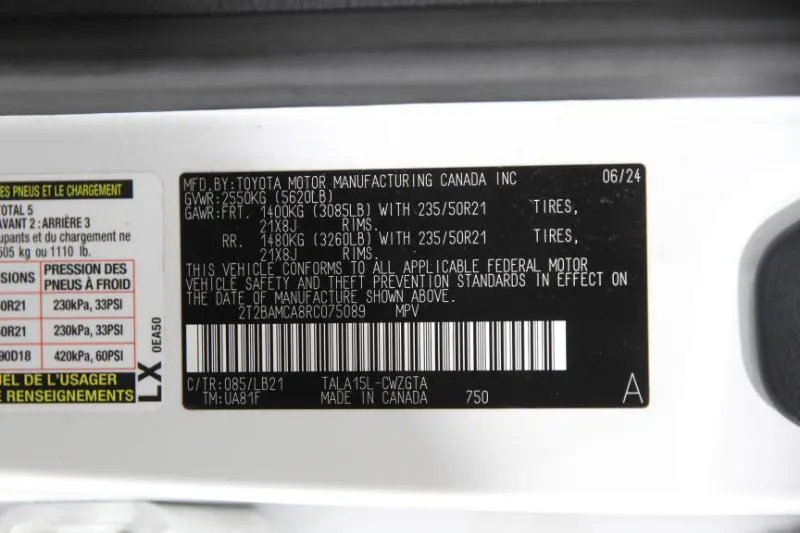 ES PNEUS ET LE CHARGEMENT
TOTAL 5
AVANT 2 : ARRIÈRE 3
cupants et du chargement ne
505 kg ou 1110 lb.
PRESSION DES
PNEUS À FROID
0R21 230kPa, 33PSI
0R21 230kPa, 33PSI
90D18 420kPa, 60PSI
EL DE L'USAGER
RENSEIGNEMENTS
LX 0EA50
MFD.BY:TOYOTA MOTOR MANUFACTURING CANADA INC 06/24
GVWR:2550KG (5620LB)
GAWR:FRT. 1400KG (3085LB) WITH 235/50R21 TIRES,
21X8J RIMS.
RR. 1480KG (3260LB) WITH 235/50R21 TIRES,
21X8J RIMS.
THIS VEHICLE CONFORMS TO ALL APPLICABLE FEDERAL MOTOR
VEHICLE SAFETY AND THEFT PREVENTION STANDARDS IN EFFECT ON
THE DATE OF MANUFACTURE SHOWN ABOVE.
2T2BAMCA8RC075089 MPV
C/TR:085/LB21 TALA15L-CWZGTA
TM:UA81F MADE IN CANADA 750 A